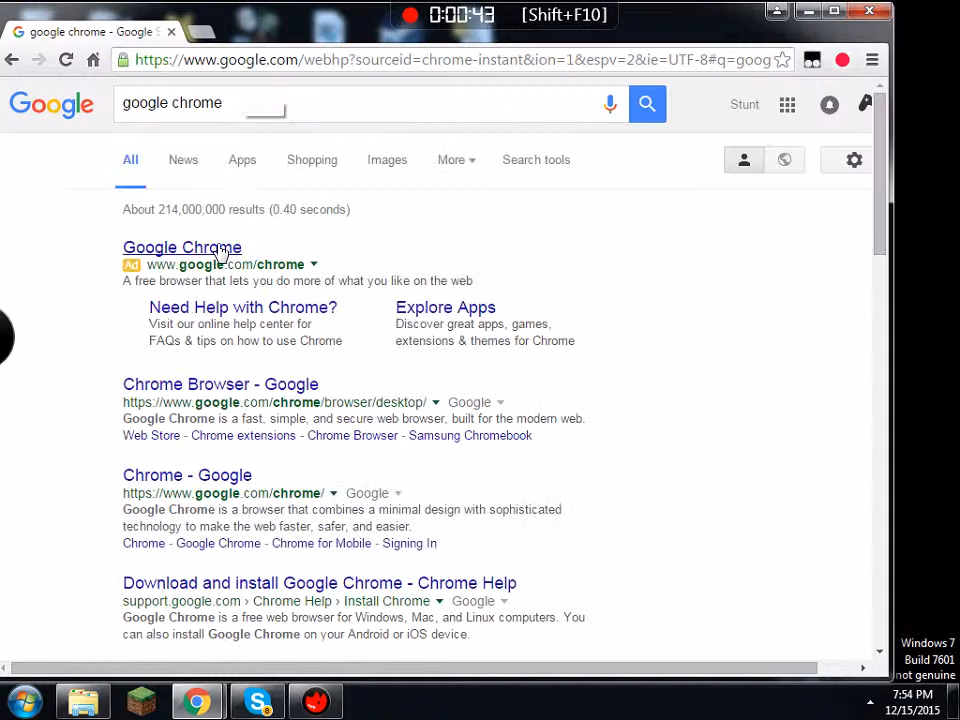 0:00:43 [Shift+F10]
google chrome - Google S
https://www.google.com/webhp?sourceid=chrome-instant&ion=1&espv=2&ie=UTF-8#q=goog
Google
google chrome
Stunt
All News Apps Shopping Images More Search tools
About 214,000,000 results (0.40 seconds)
Google Chrome
Ad www.google.com/chrome
A free browser that lets you do more of what you like on the web
Need Help with Chrome? Explore Apps
Visit our online help center for Discover great apps, games,
FAQs & tips on how to use Chrome extensions & themes for Chrome
Chrome Browser - Google
https://www.google.com/chrome/browser/desktop/ Google
Google Chrome is a fast, simple, and secure web browser, built for the modern web.
Web Store - Chrome extensions - Chrome Browser - Samsung Chromebook
Chrome - Google
https://www.google.com/chrome/ Google
Google Chrome is a browser that combines a minimal design with sophisticated
technology to make the web faster, safer, and easier.
Chrome - Google Chrome - Chrome for Mobile - Signing In
Download and install Google Chrome - Chrome Help
support.google.com › Chrome Help › Install Chrome Google
Google Chrome is a free web browser for Windows, Mac, and Linux computers. You
can also install Google Chrome on your Android or iOS device.
Windows 7
Build 7601
not genuine
7:54 PM
12/15/2015